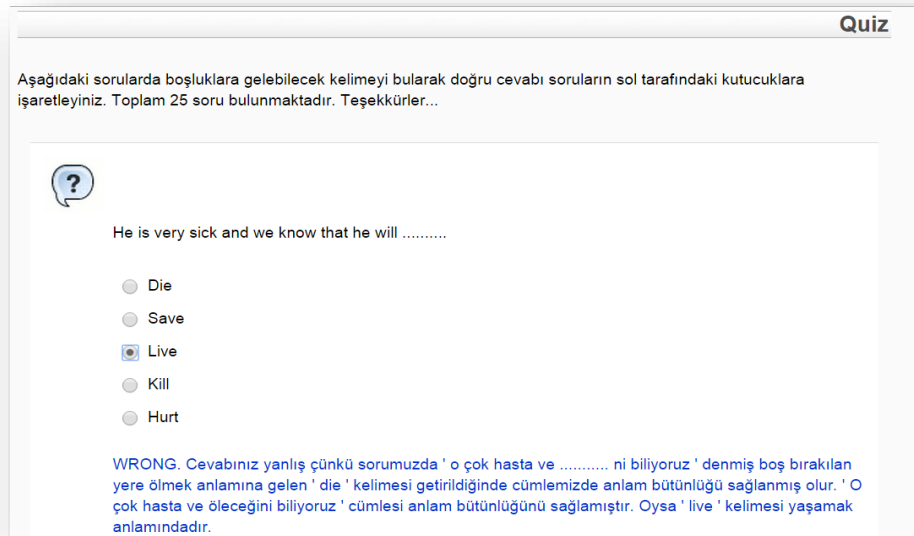 Quiz
Aşağıdaki sorularda boşluklara gelebilecek kelimeyi bularak doğru cevabı soruların sol tarafındaki kutucuklara
işaretleyiniz. Toplam 25 soru bulunmaktadır. Teşekkürler...
?
He is very sick and we know that he will ..........
Die
Save
Live
Kill
Hurt
WRONG. Cevabınız yanlış çünkü sorumuzda ' o çok hasta ve ........... ni biliyoruz ' denmiş boş bırakılan
yere ölmek anlamına gelen ' die ' kelimesi getirildiğinde cümlemizde anlam bütünlüğü sağlanmış olur. ' O
çok hasta ve öleceğini biliyoruz ' cümlesi anlam bütünlüğünü sağlamıştır. Oysa ' live ' kelimesi yaşamak
anlamındadır.